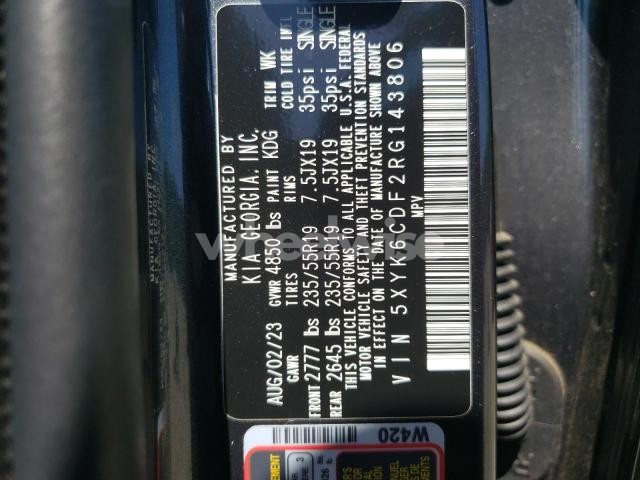 MANUFACTURED BY
KIA GEORGIA, INC.
AUG/02/23 GVWR 4850 lbs PAINT KDG TRIM WK
GAWR TIRES RIMS COLD TIRE INFL
FRONT 2777 lbs 235/55R19 7.5JX19 35psi SINGLE
REAR 2645 lbs 235/55R19 7.5JX19 35psi SINGLE
THIS VEHICLE CONFORMS TO ALL APPLICABLE U.S.A. FEDERAL
MOTOR VEHICLE SAFETY AND THEFT PREVENTION STANDARDS
IN EFFECT ON THE DATE OF MANUFACTURE SHOWN ABOVE
VIN 5XYK6CDF2RG143806
MPV
W420